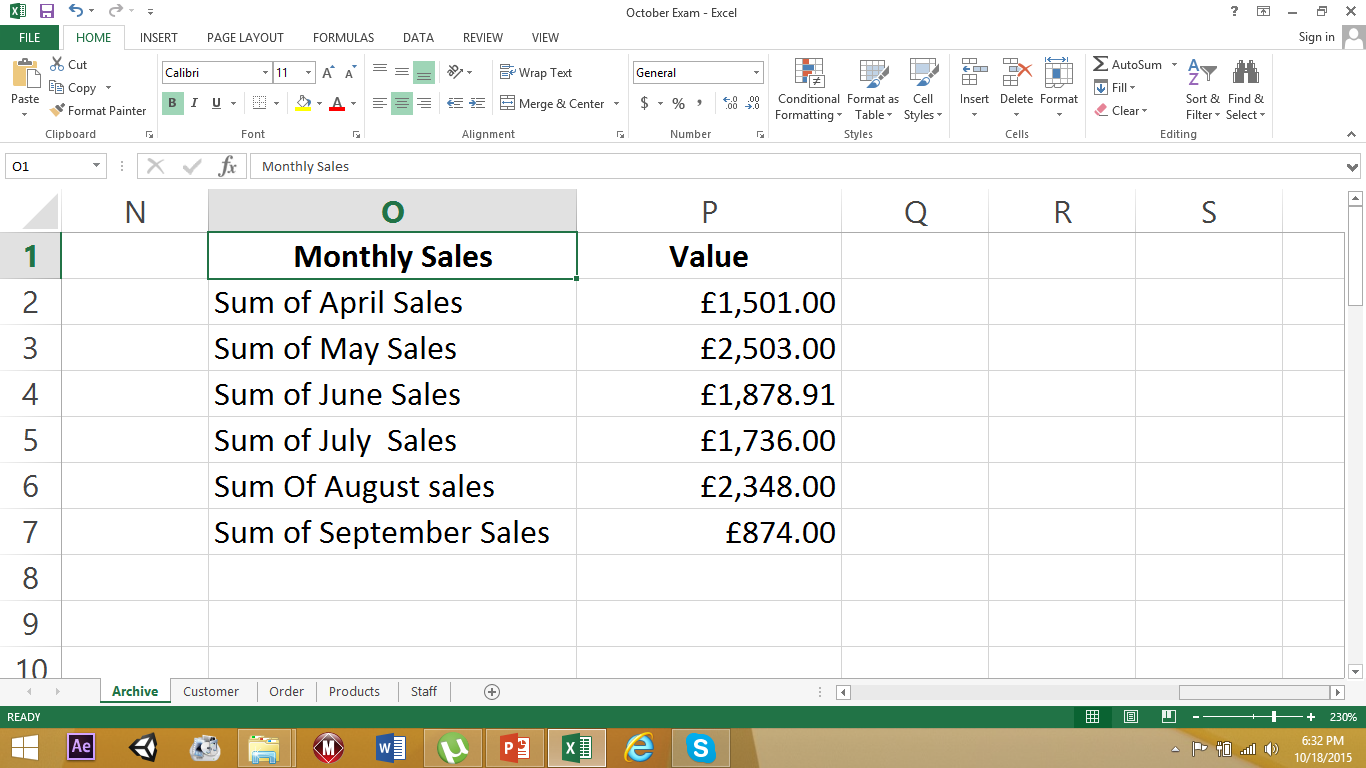 October Exam - Excel
FILE HOME INSERT PAGE LAYOUT FORMULAS DATA REVIEW VIEW Sign in
Paste
Cut
Copy
Format Painter
Clipboard
Calibri 11
B I U
Font
Wrap Text
Merge & Center
Alignment
General
$ % ,
Number
Conditional Formatting
Format as Table
Cell Styles
Styles
Insert Delete Format
Cells
AutoSum
Fill
Clear
Sort & Filter
Find & Select
Editing
O1 fx Monthly Sales
N O P Q R S
1 Monthly Sales Value
2 Sum of April Sales £1,501.00
3 Sum of May Sales £2,503.00
4 Sum of June Sales £1,878.91
5 Sum of July  Sales £1,736.00
6 Sum Of August sales £2,348.00
7 Sum of September Sales £874.00
8
9
10
Archive Customer Order Products Staff
READY 230%
Ae
6:32 PM
10/18/2015